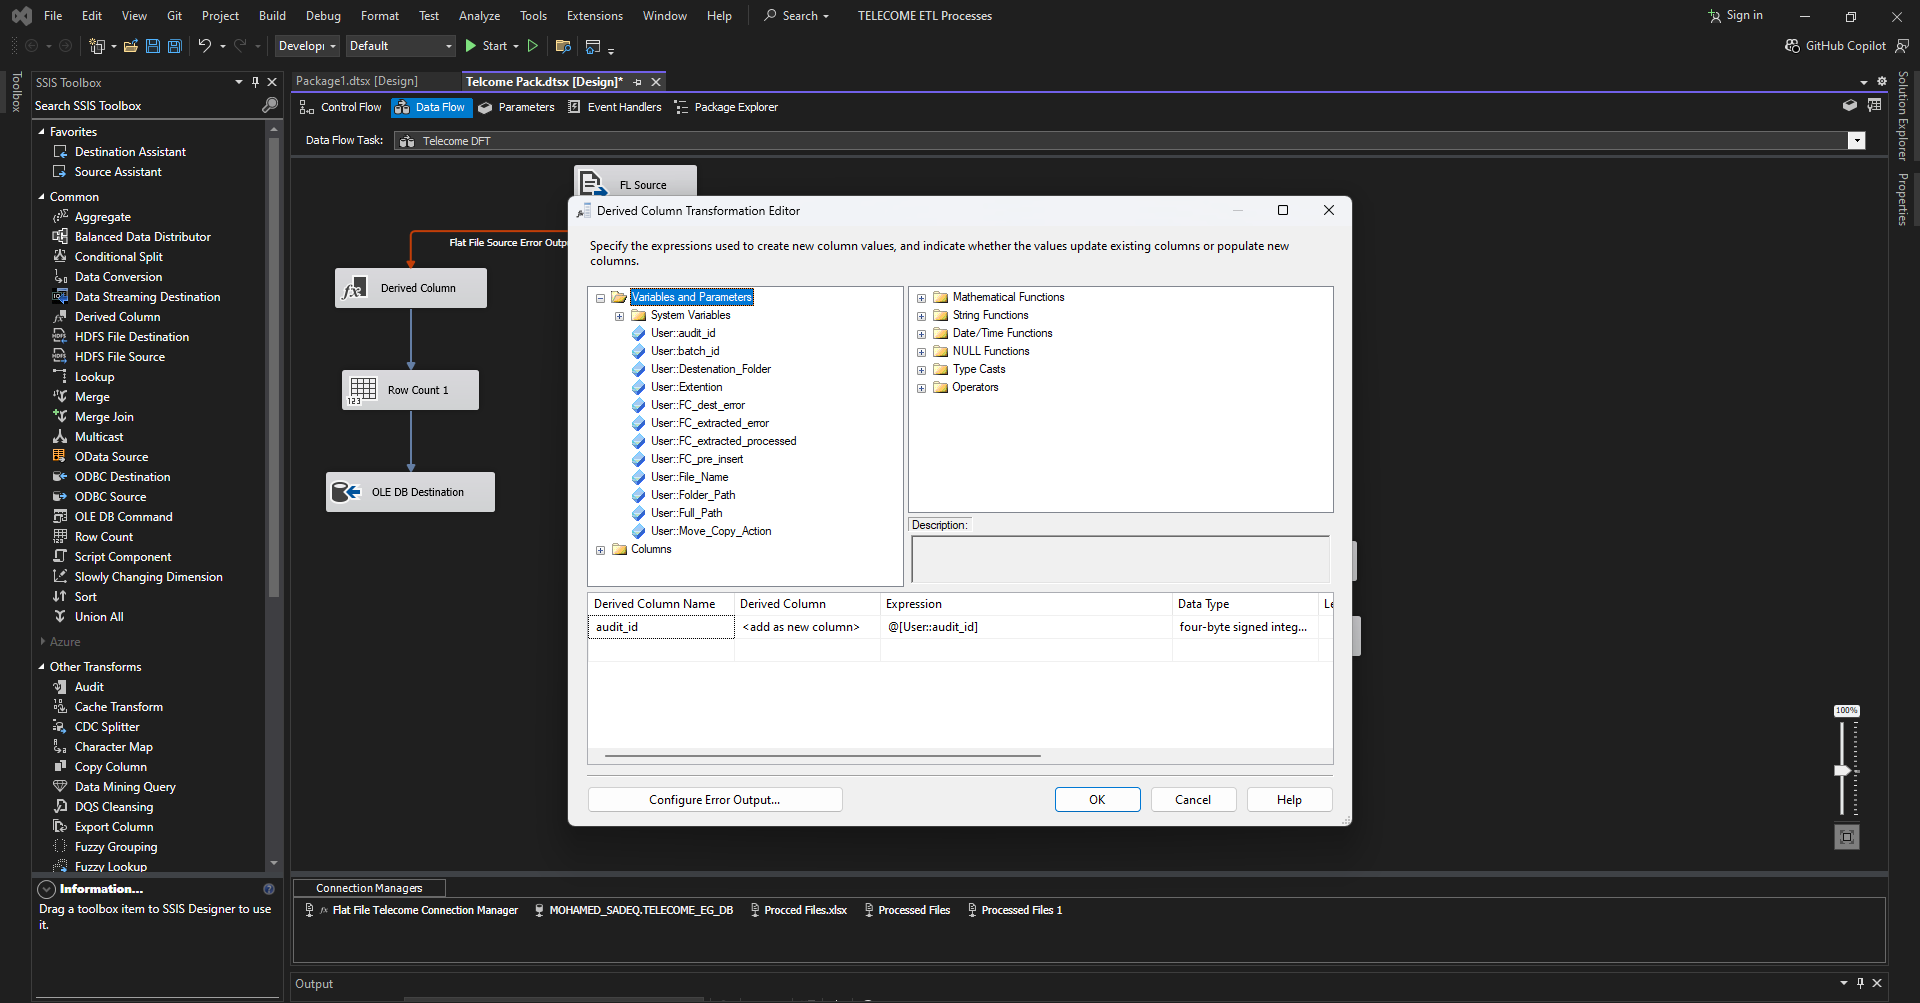 File Edit View Git Project Build Debug Format Test Analyze Tools Extensions Window Help Search TELECOME ETL Processes Sign in
Developr Default Start GitHub Copilot
Toolbox
SSIS Toolbox
Search SSIS Toolbox
Favorites
Destination Assistant
Source Assistant
Common
Aggregate
Balanced Data Distributor
Conditional Split
Data Conversion
Data Streaming Destination
Derived Column
HDFS File Destination
HDFS File Source
Lookup
Merge
Merge Join
Multicast
OData Source
ODBC Destination
ODBC Source
OLE DB Command
Row Count
Script Component
Slowly Changing Dimension
Sort
Union All
Azure
Other Transforms
Audit
Cache Transform
CDC Splitter
Character Map
Copy Column
Data Mining Query
DQS Cleansing
Export Column
Fuzzy Grouping
Fuzzy Lookup
Information...
Drag a toolbox item to SSIS Designer to use
it.
Package1.dtsx [Design] Telcome Pack.dtsx [Design]*
Control Flow Data Flow Parameters Event Handlers Package Explorer
Data Flow Task: Telecome DFT
FL Source
Flat File Source Error Outp
Derived Column
Row Count 1
123
OLE DB Destination
Derived Column Transformation Editor
Specify the expressions used to create new column values, and indicate whether the values update existing columns or populate new
columns.
Variables and Parameters
System Variables
User::audit_id
User::batch_id
User::Destenation_Folder
User::Extention
User::FC_dest_error
User::FC_extracted_error
User::FC_extracted_processed
User::FC_pre_insert
User::File_Name
User::Folder_Path
User::Full_Path
User::Move_Copy_Action
Columns
Mathematical Functions
String Functions
Date/Time Functions
NULL Functions
Type Casts
Operators
Description:
Derived Column Name Derived Column Expression Data Type Le
audit_id <add as new column> @[User::audit_id] four-byte signed integ...
Configure Error Output... OK Cancel Help
100%
Solution Explorer
Properties
Connection Managers
Flat File Telecome Connection Manager MOHAMED_SADEQ.TELECOME_EG_DB Procced Files.xlsx Processed Files Processed Files 1
Output